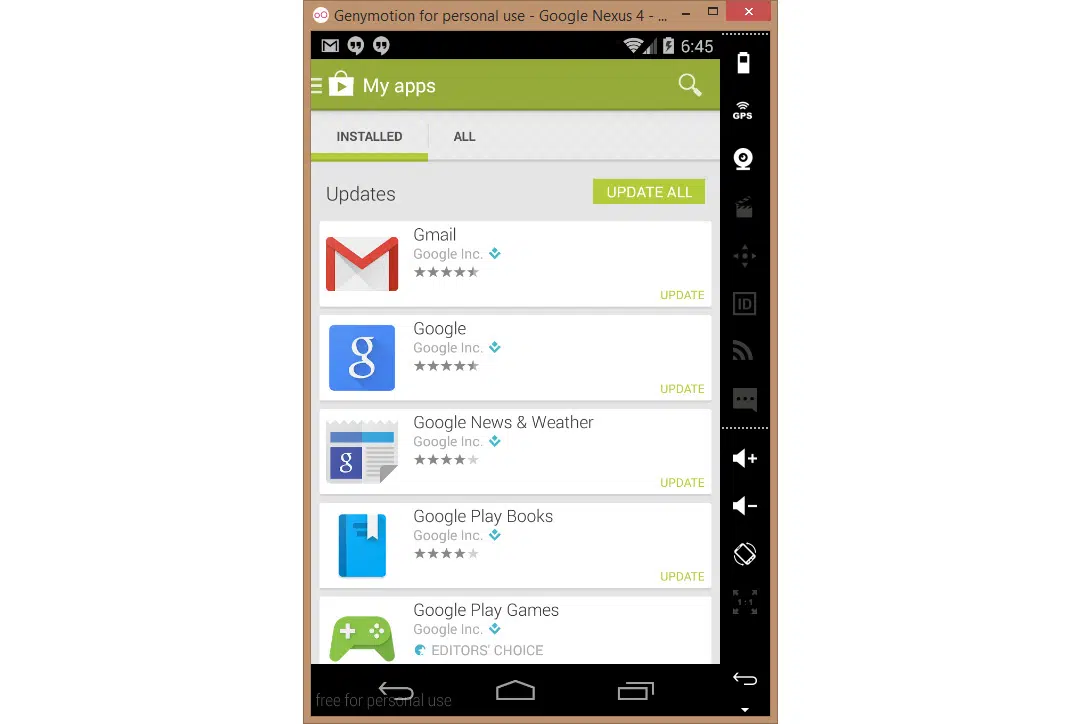 Genymotion for personal use - Google Nexus 4 - ...
6:45
My apps
INSTALLED
ALL
Updates
UPDATE ALL
Gmail
Google Inc.
UPDATE
g
Google
Google Inc.
UPDATE
g
Google News & Weather
Google Inc.
UPDATE
Google Play Books
Google Inc.
UPDATE
Google Play Games
Google Inc.
EDITORS' CHOICE
free for personal use
GPS
ID
1:1